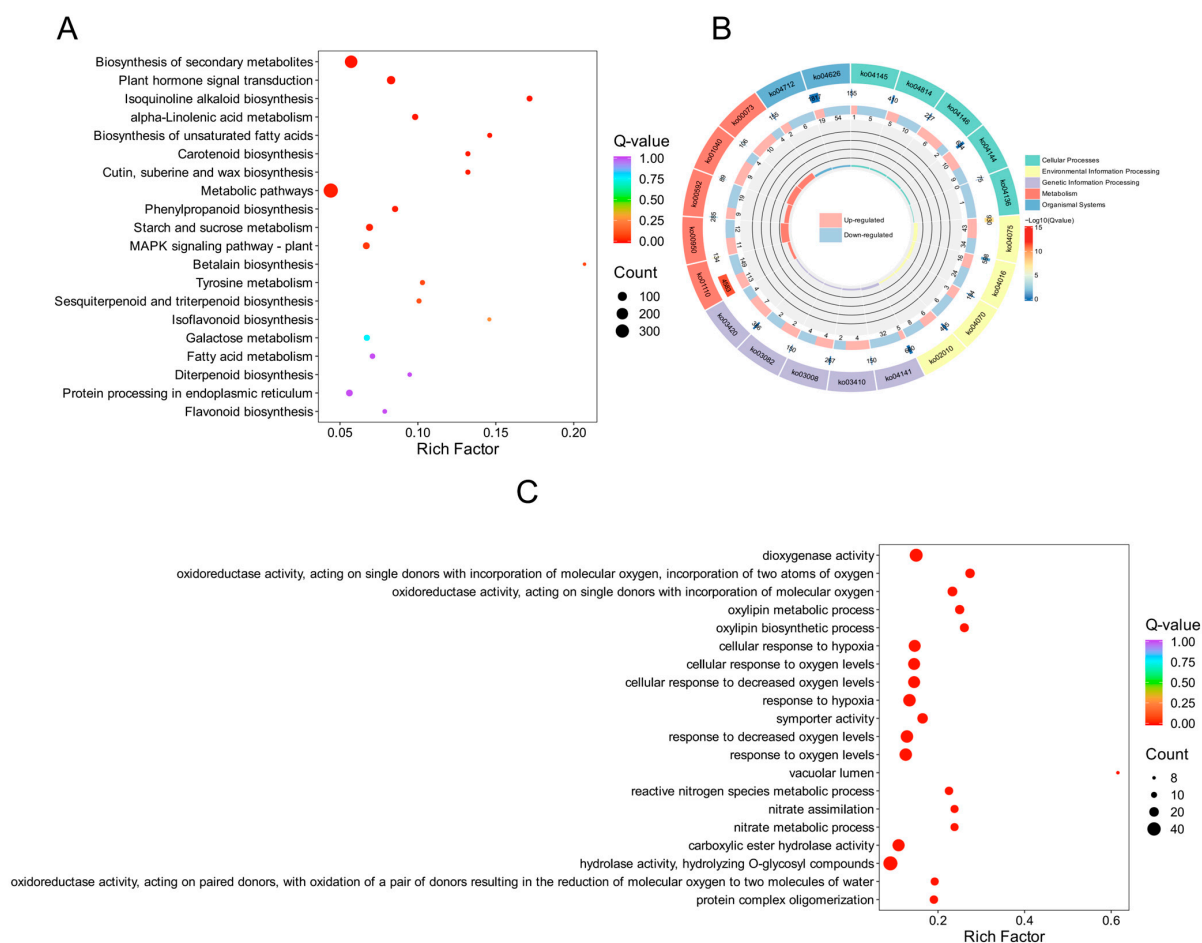 A
Biosynthesis of secondary metabolites
Plant hormone signal transduction
Isoquinoline alkaloid biosynthesis
alpha-Linolenic acid metabolism
Biosynthesis of unsaturated fatty acids
Carotenoid biosynthesis
Cutin, suberine and wax biosynthesis
Metabolic pathways
Phenylpropanoid biosynthesis
Starch and sucrose metabolism
MAPK signaling pathway - plant
Betalain biosynthesis
Tyrosine metabolism
Sesquiterpenoid and triterpenoid biosynthesis
Isoflavonoid biosynthesis
Galactose metabolism
Fatty acid metabolism
Diterpenoid biosynthesis
Protein processing in endoplasmic reticulum
Flavonoid biosynthesis
0.05 0.10 0.15 0.20
Rich Factor
Q-value
1.00
0.75
0.50
0.25
0.00
Count
100
200
300
B
ko04145
ko04814
ko04146
ko04144
ko04136
ko04075
ko04016
ko04070
ko02010
ko04141
ko03410
ko03008
ko03082
ko03420
ko01110
ko00950
ko00592
ko01040
ko00073
ko04712
ko04626
Up-regulated
Down-regulated
Cellular Processes
Environmental Information Processing
Genetic Information Processing
Metabolism
Organismal Systems
−Log10(Qvalue)
15
10
5
0
C
dioxygenase activity
oxidoreductase activity, acting on single donors with incorporation of molecular oxygen, incorporation of two atoms of oxygen
oxidoreductase activity, acting on single donors with incorporation of molecular oxygen
oxylipin metabolic process
oxylipin biosynthetic process
cellular response to hypoxia
cellular response to oxygen levels
cellular response to decreased oxygen levels
response to hypoxia
symporter activity
response to decreased oxygen levels
response to oxygen levels
vacuolar lumen
reactive nitrogen species metabolic process
nitrate assimilation
nitrate metabolic process
carboxylic ester hydrolase activity
hydrolase activity, hydrolyzing O-glycosyl compounds
oxidoreductase activity, acting on paired donors, with oxidation of a pair of donors resulting in the reduction of molecular oxygen to two molecules of water
protein complex oligomerization
0.2 0.4 0.6
Rich Factor
Q-value
1.00
0.75
0.50
0.25
0.00
Count
8
10
20
40